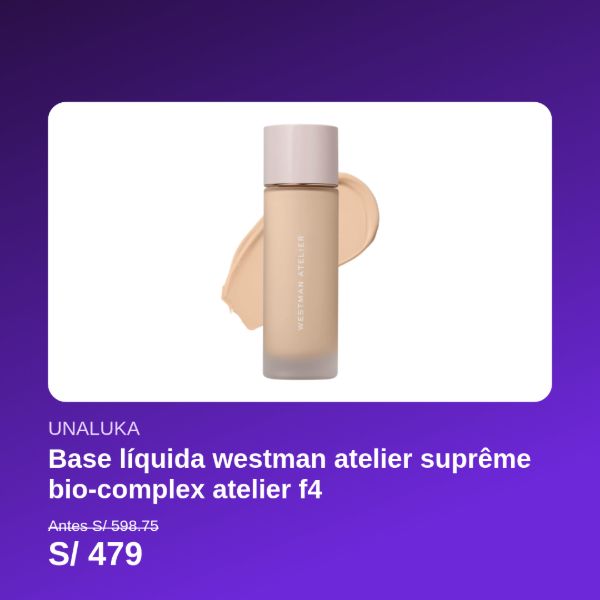 WESTMAN ATELIER
UNALUKA
Base líquida westman atelier suprême
bio-complex atelier f4
Antes S/ 598.75
S/ 479